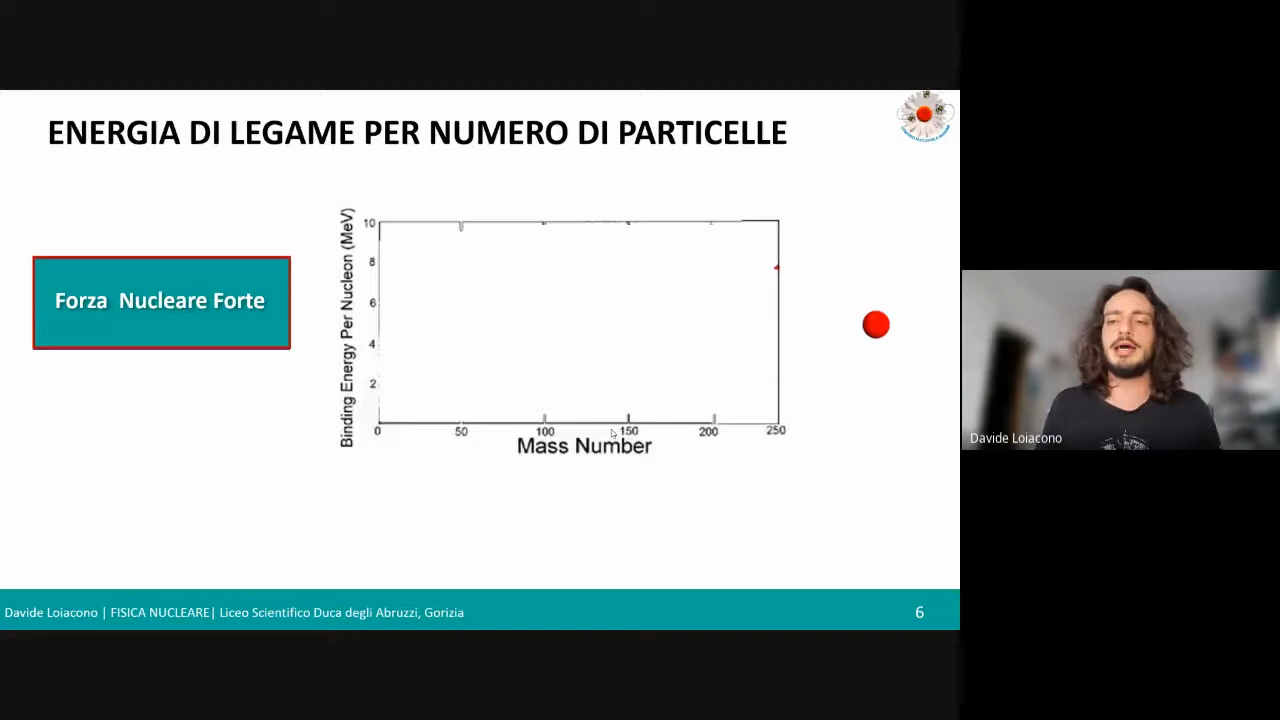 ENERGIA DI LEGAME PER NUMERO DI PARTICELLE
Forza Nucleare Forte
Binding Energy Per Nucleon (MeV)
10
8
6
4
2
0
50
100
150
200
250
Mass Number
Davide Loiacono
Davide Loiacono | FISICA NUCLEARE| Liceo Scientifico Duca degli Abruzzi, Gorizia
6